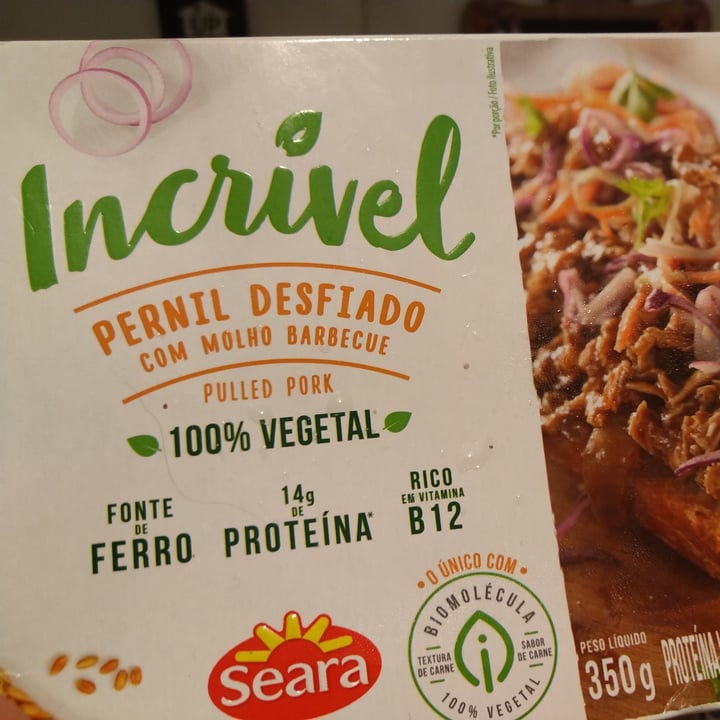 *Por porção / Foto ilustrativa
Incrível
PERNIL DESFIADO
COM MOLHO BARBECUE
PULLED PORK
100% VEGETAL
FONTE
DE
FERRO
14g
DE
PROTEÍNA*
RICO
EM VITAMINA
B12
• O ÚNICO COM •
BIOMOLÉCULA
TEXTURA
DE CARNE
SABOR
DE CARNE
100% VEGETAL
Seara
PESO LÍQUIDO
350g
PROTEÍNA